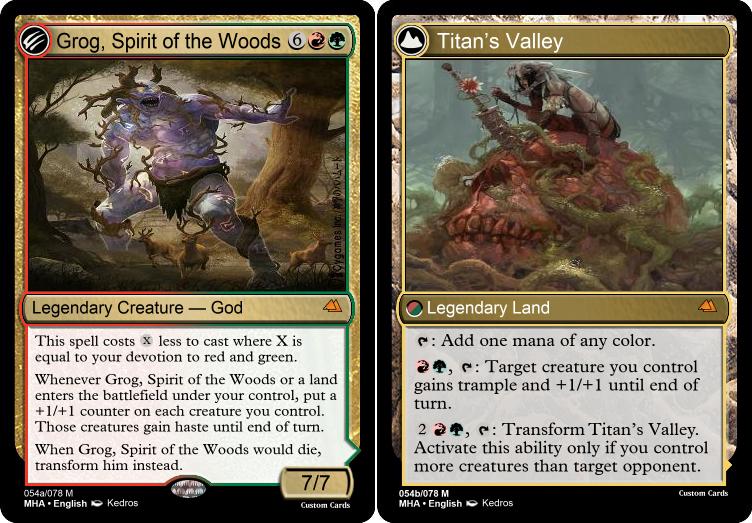 Grog, Spirit of the Woods 6
Legendary Creature — God
This spell costs X less to cast where X is
equal to your devotion to red and green.
Whenever Grog, Spirit of the Woods or a land
enters the battlefield under your control, put a
+1/+1 counter on each creature you control.
Those creatures gain haste until end of turn.
When Grog, Spirit of the Woods would die,
transform him instead.
7/7
054a/078 M
MHA • English Kedros
Custom Cards
Titan's Valley
Legendary Land
: Add one mana of any color.
, : Target creature you control
gains trample and +1/+1 until end of
turn.
2 , : Transform Titan's Valley.
Activate this ability only if you control
more creatures than target opponent.
054b/078 M
MHA • English Kedros
Custom Cards